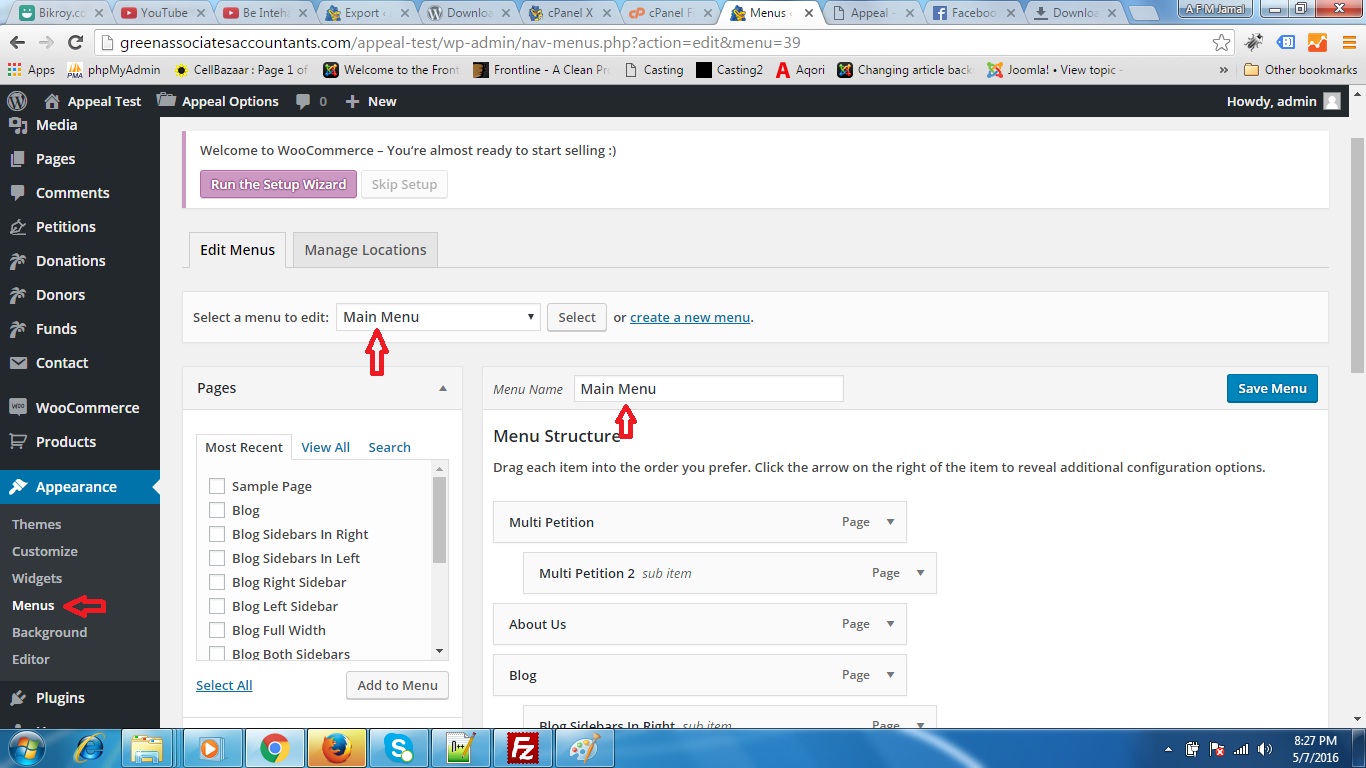 Bikroy.co
YouTube
Be Inteha
Export ‹
Downloa
cPanel X
cPanel F
Menus ‹
Appeal -
Faceboo
Downloa
A F M Jamal
greenassociatesaccountants.com/appeal-test/wp-admin/nav-menus.php?action=edit&menu=39
Apps
phpMyAdmin
CellBazaar : Page 1 of
Welcome to the Front
Frontline - A Clean Pr
Casting
Casting2
Aqori
Changing article back
Joomla! • View topic -
»
Other bookmarks
Appeal Test
Appeal Options
0
New
Howdy, admin
Media
Pages
Comments
Petitions
Donations
Donors
Funds
Contact
WooCommerce
Products
Appearance
Themes
Customize
Widgets
Menus
Background
Editor
Plugins
Welcome to WooCommerce – You‘re almost ready to start selling :)
Run the Setup Wizard
Skip Setup
Edit Menus
Manage Locations
Select a menu to edit:
Main Menu
Select
or create a new menu.
Pages
Most Recent
View All
Search
Sample Page
Blog
Blog Sidebars In Right
Blog Sidebars In Left
Blog Right Sidebar
Blog Left Sidebar
Blog Full Width
Blog Both Sidebars
Select All
Add to Menu
Menu Name
Main Menu
Save Menu
Menu Structure
Drag each item into the order you prefer. Click the arrow on the right of the item to reveal additional configuration options.
Multi Petition
Page
Multi Petition 2 sub item
Page
About Us
Page
Blog
Page
Blog Sidebars In Right sub item
Page
8:27 PM
5/7/2016